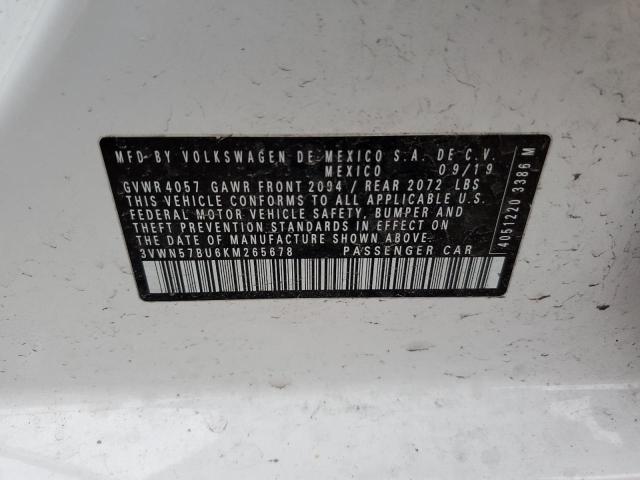 MFD BY VOLKSWAGEN DE MEXICO S.A. DE C.V.
MEXICO 09/19
GVWR 4057 GAWR FRONT 2094 / REAR 2072 LBS
THIS VEHICLE CONFORMS TO ALL APPLICABLE U.S.
FEDERAL MOTOR VEHICLE SAFETY, BUMPER AND
THEFT PREVENTION STANDARDS IN EFFECT ON
THE DATE OF MANUFACTURE SHOWN ABOVE.
3VWN57BU6KM265678 PASSENGER CAR
4051220 3386 M